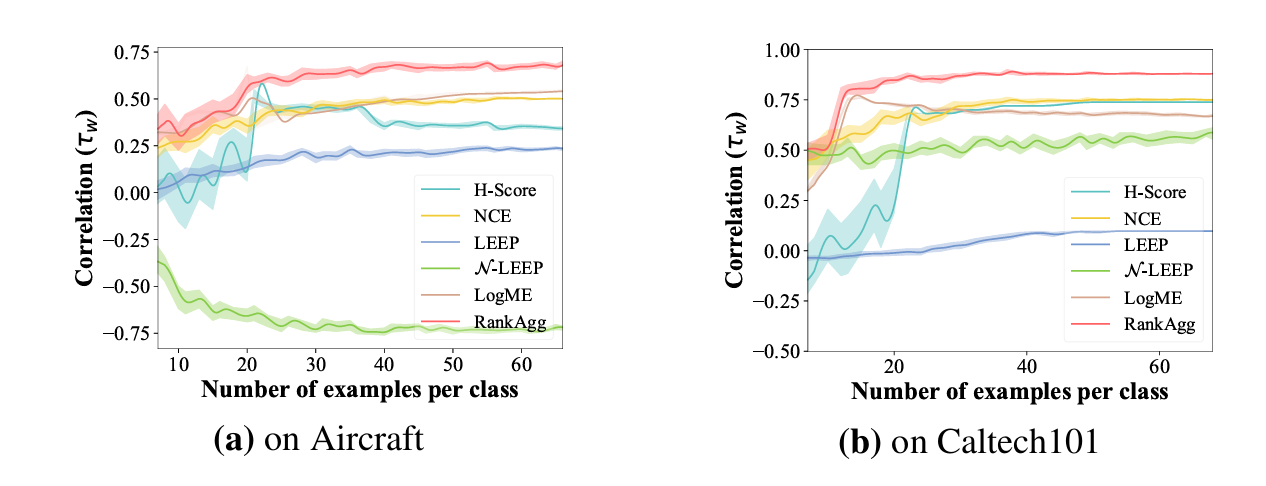 0.75
0.50
0.25
0.00
−0.25
−0.50
−0.75
Correlation (τw)
10 20 30 40 50 60
Number of examples per class
H-Score
NCE
LEEP
𝒩-LEEP
LogME
RankAgg
(a) on Aircraft
1.00
0.75
0.50
0.25
0.00
−0.25
−0.50
Correlation (τw)
20 40 60
Number of examples per class
H-Score
NCE
LEEP
𝒩-LEEP
LogME
RankAgg
(b) on Caltech101